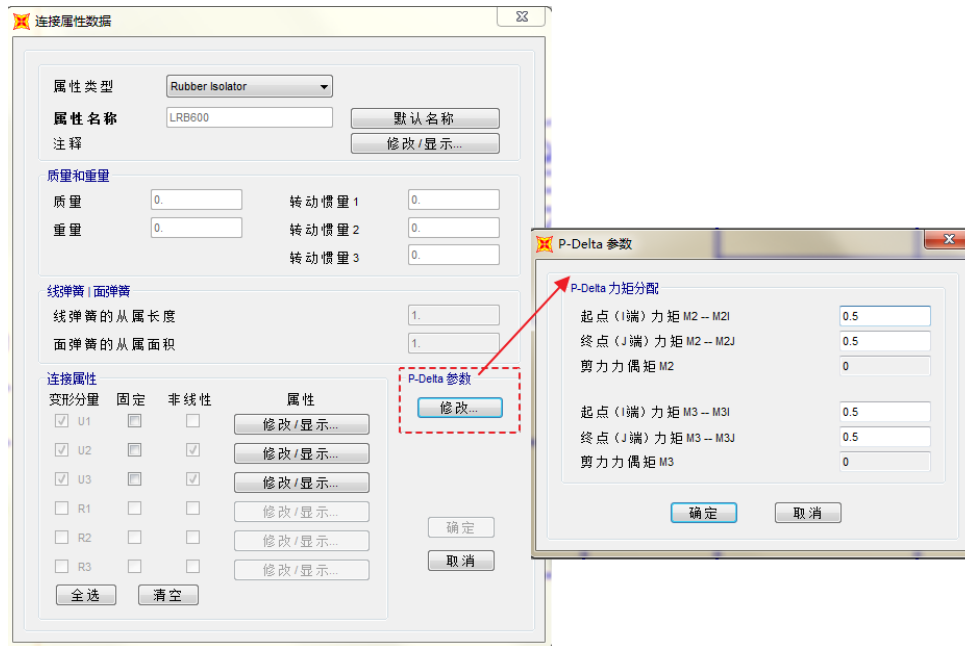 连接属性数据
属性类型 Rubber Isolator
属性名称 LRB600 默认名称
注释 修改/显示...
质量和重量
质量 0. 转动惯量 1 0.
重量 0. 转动惯量 2 0.
转动惯量 3 0.
线弹簧 | 面弹簧
线弹簧的从属长度 1.
面弹簧的从属面积 1.
连接属性
变形分量 固定 非线性 属性
U1 修改/显示...
U2 修改/显示...
U3 修改/显示...
R1 修改/显示...
R2 修改/显示...
R3 修改/显示...
全选 清空
P-Delta 参数
修改...
确定
取消
P-Delta 参数
P-Delta 力矩分配
起点（I端）力矩 M2 -- M2I 0.5
终点（J端）力矩 M2 -- M2J 0.5
剪力力偶矩 M2 0
起点（I端）力矩 M3 -- M3I 0.5
终点（J端）力矩 M3 -- M3J 0.5
剪力力偶矩 M3 0
确定 取消